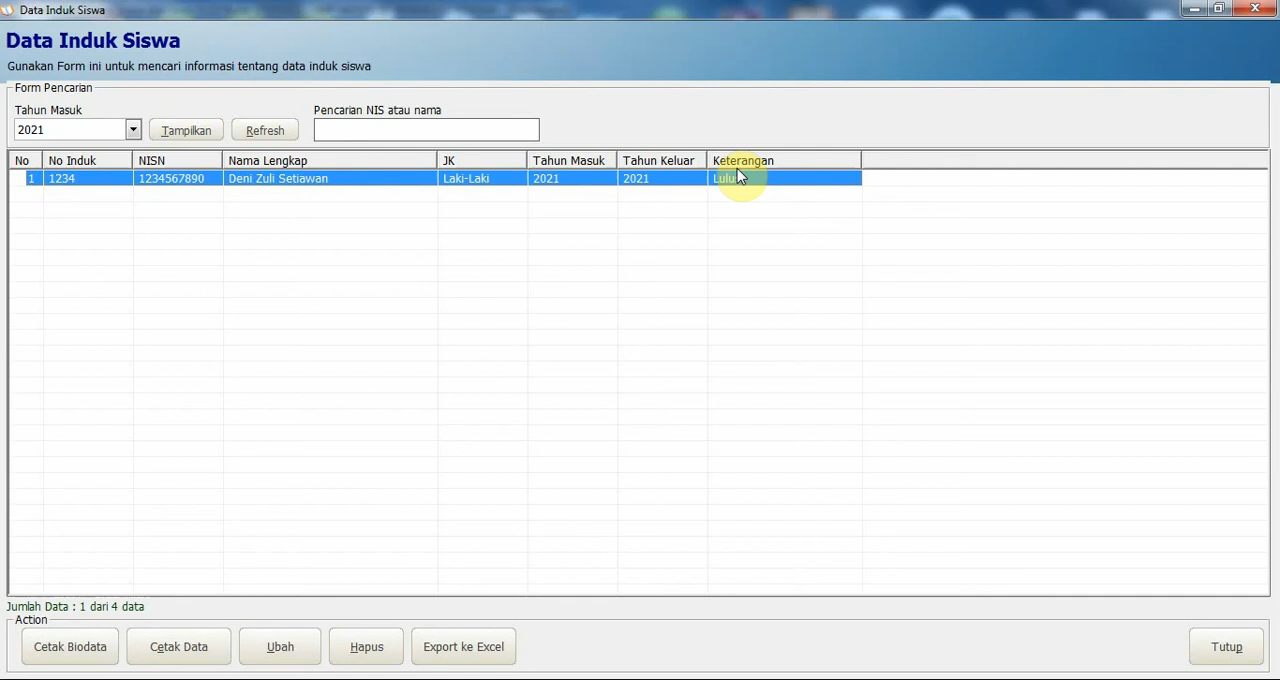 Data Induk Siswa
Data Induk Siswa
Gunakan Form ini untuk mencari informasi tentang data induk siswa
Form Pencarian
Tahun Masuk Pencarian NIS atau nama
2021 Tampilkan Refresh
No No Induk NISN Nama Lengkap JK Tahun Masuk Tahun Keluar Keterangan
1 1234 1234567890 Deni Zuli Setiawan Laki-Laki 2021 2021
Jumlah Data : 1 dari 4 data
Action
Cetak Biodata Cetak Data Ubah Hapus Export ke Excel Tutup